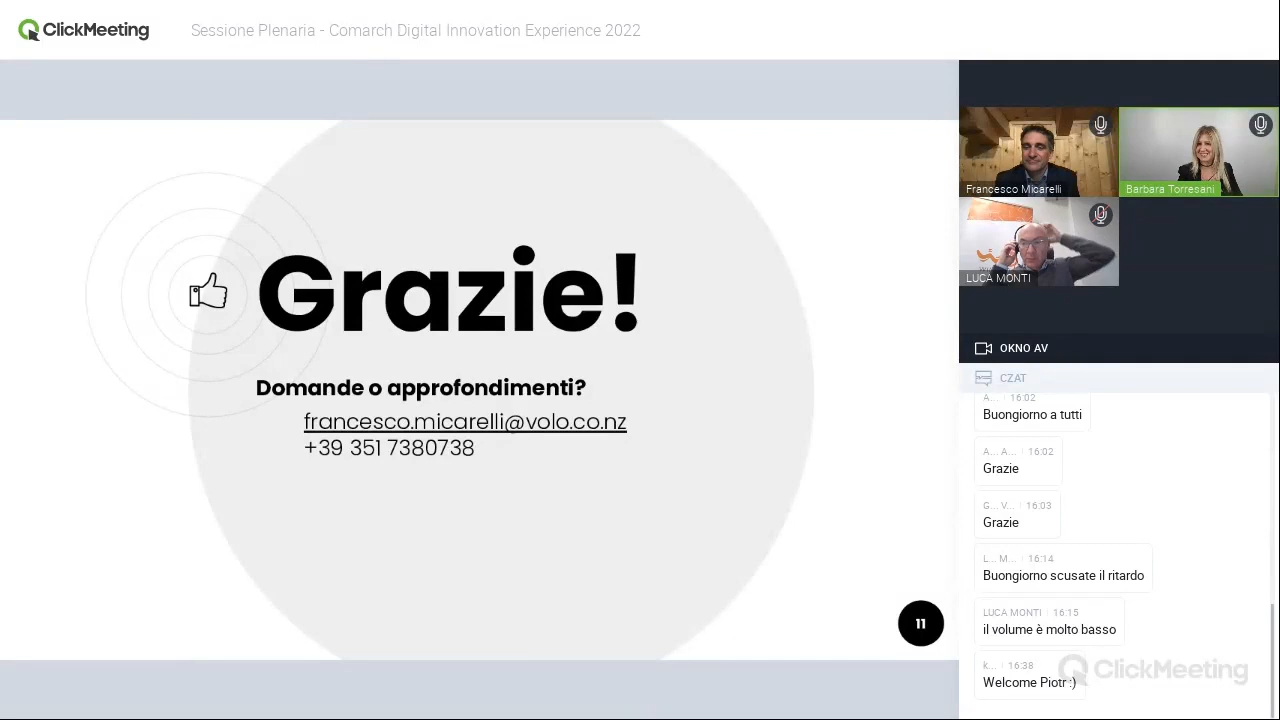 ClickMeeting
Sessione Plenaria - Comarch Digital Innovation Experience 2022
Grazie!
Domande o approfondimenti?
francesco.micarelli@volo.co.nz
+39 351 7380738
11
Francesco Micarelli
Barbara Torresani
LUCA MONTI
OKNO AV
CZAT
A... 16:02
Buongiorno a tutti
A... A... 16:02
Grazie
G... V... 16:03
Grazie
L... M... 16:14
Buongiorno scusate il ritardo
LUCA MONTI 16:15
il volume è molto basso
k... 16:38
Welcome Piotr :)
ClickMeeting